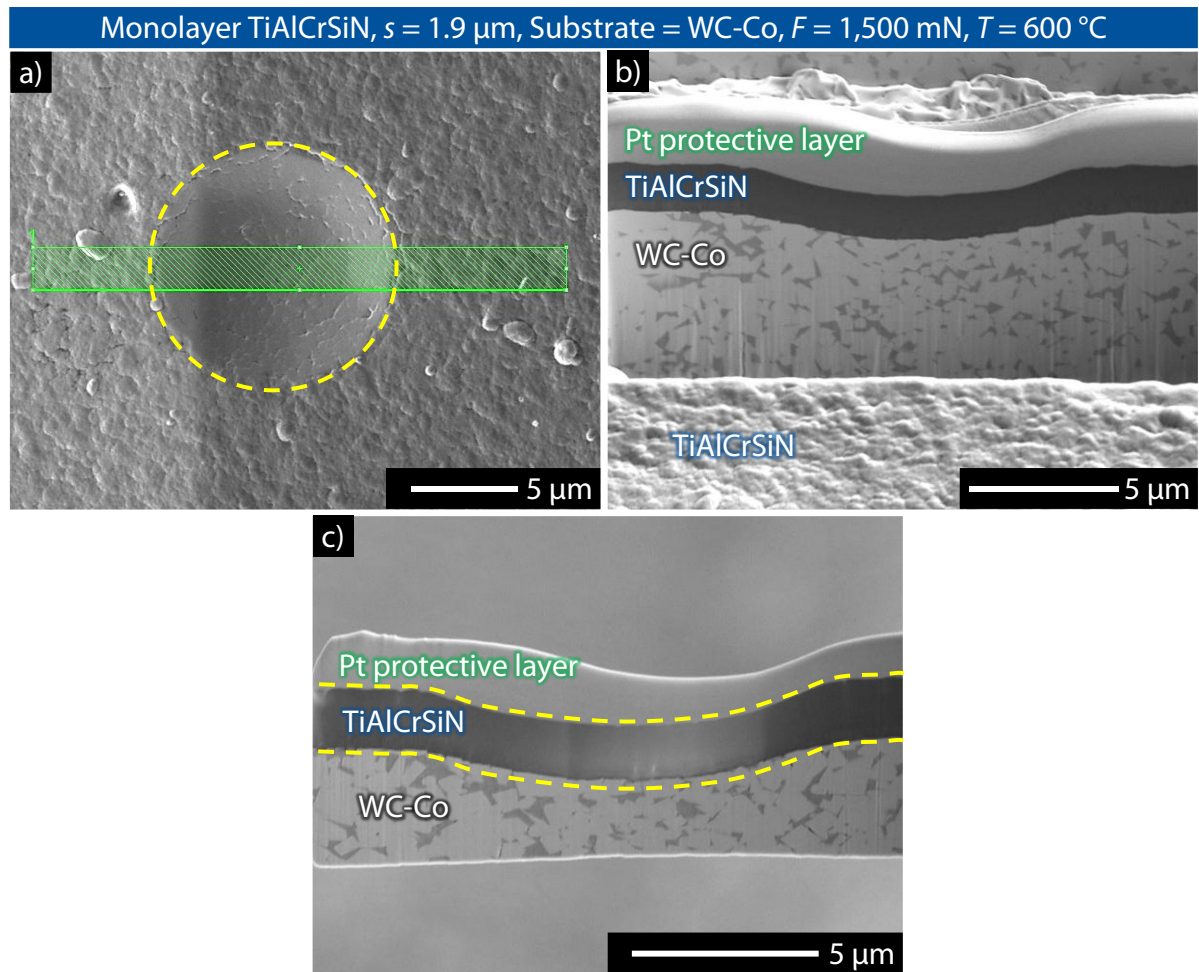 Monolayer TiAlCrSiN, s = 1.9 µm, Substrate = WC-Co, F = 1,500 mN, T = 600 °C
a)
5 µm
b)
Pt protective layer
TiAlCrSiN
WC-Co
TiAlCrSiN
5 µm
c)
Pt protective layer
TiAlCrSiN
WC-Co
5 µm